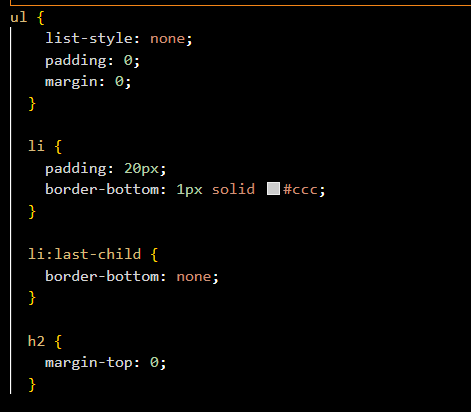 ul {
list-style: none;
padding: 0;
margin: 0;
}
li {
padding: 20px;
border-bottom: 1px solid #ccc;
}
li:last-child {
border-bottom: none;
}
h2 {
margin-top: 0;
}